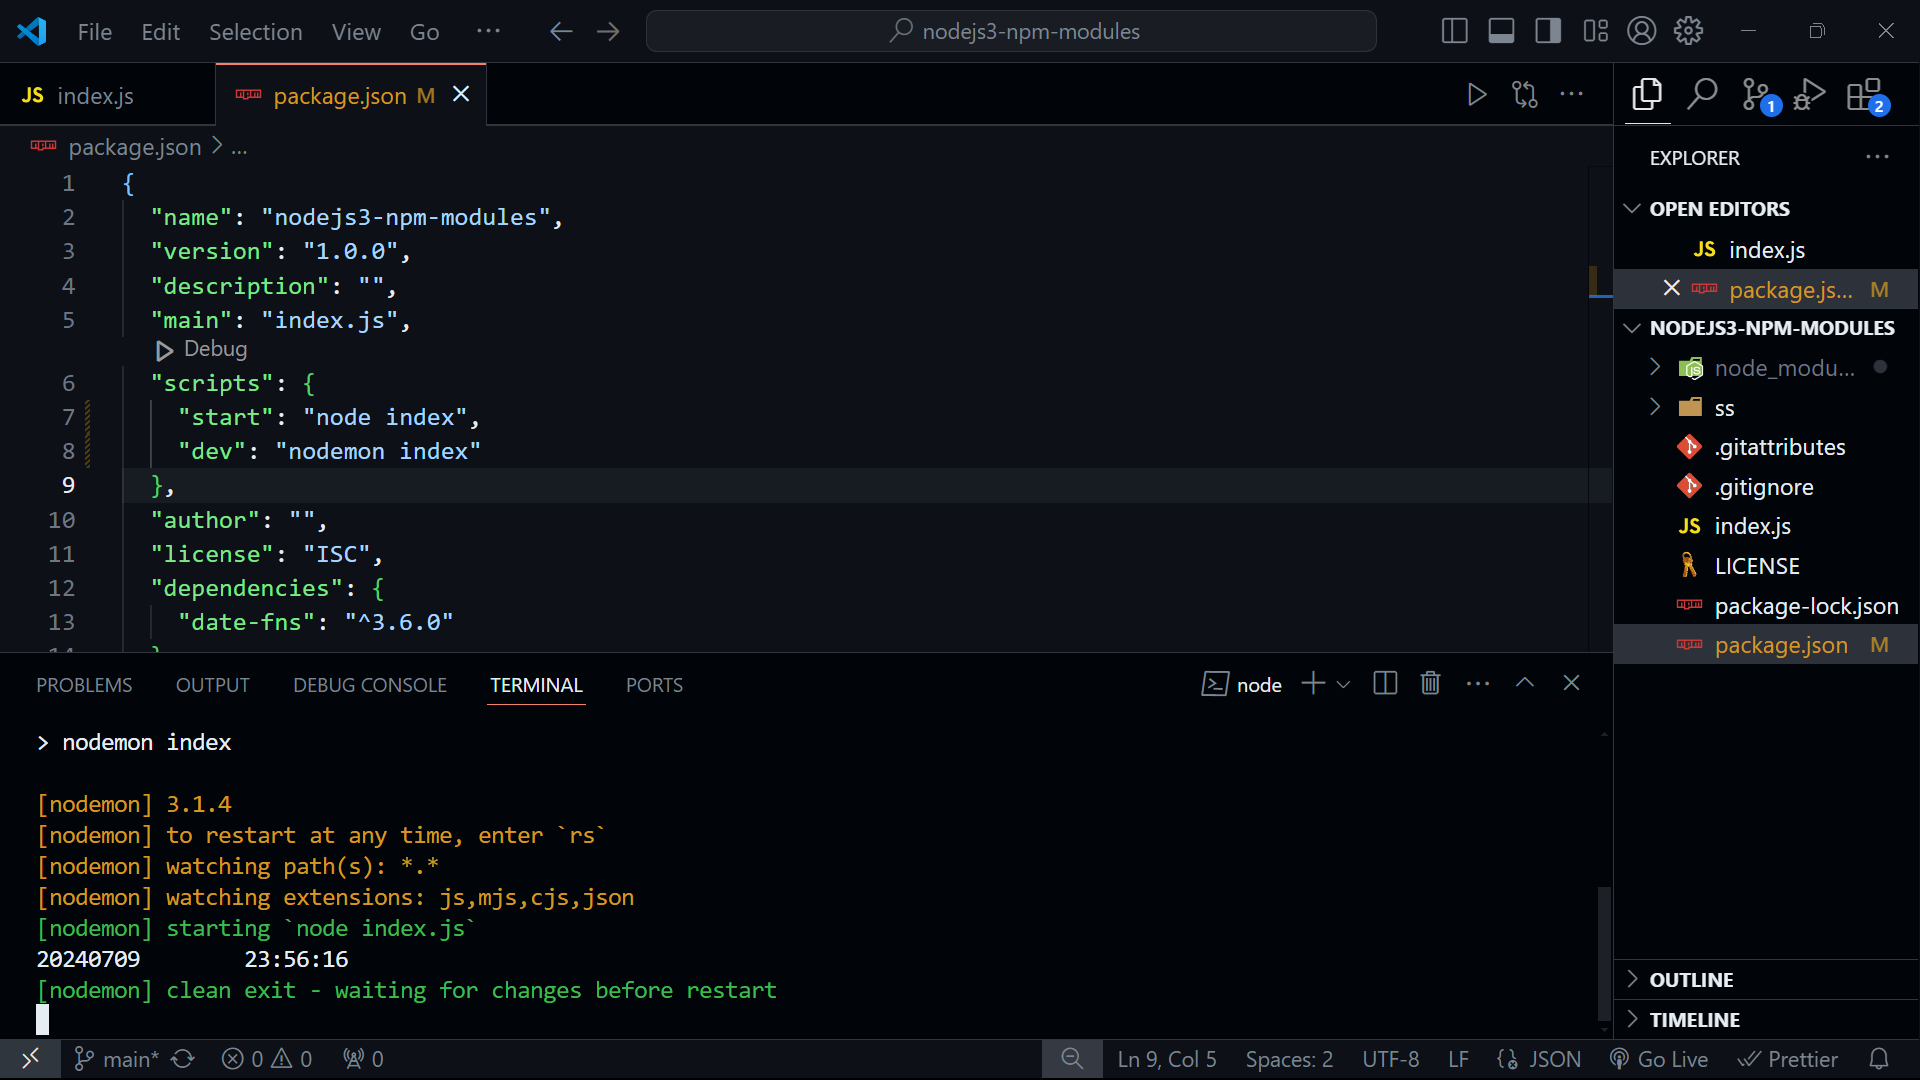 File Edit Selection View Go ··· nodejs3-npm-modules
JS index.js package.json M
package.json > ...
1 {
2 "name": "nodejs3-npm-modules",
3 "version": "1.0.0",
4 "description": "",
5 "main": "index.js",
Debug
6 "scripts": {
7 "start": "node index",
8 "dev": "nodemon index"
9 },
10 "author": "",
11 "license": "ISC",
12 "dependencies": {
13 "date-fns": "^3.6.0"
PROBLEMS OUTPUT DEBUG CONSOLE TERMINAL PORTS node
> nodemon index
[nodemon] 3.1.4
[nodemon] to restart at any time, enter `rs`
[nodemon] watching path(s): *.*
[nodemon] watching extensions: js,mjs,cjs,json
[nodemon] starting `node index.js`
20240709 23:56:16
[nodemon] clean exit - waiting for changes before restart
1 2
EXPLORER ···
OPEN EDITORS
JS index.js
package.js... M
NODEJS3-NPM-MODULES
node_modu...
ss
.gitattributes
.gitignore
JS index.js
LICENSE
package-lock.json
package.json M
OUTLINE
TIMELINE
main* 0 0 0 Ln 9, Col 5 Spaces: 2 UTF-8 LF JSON Go Live Prettier